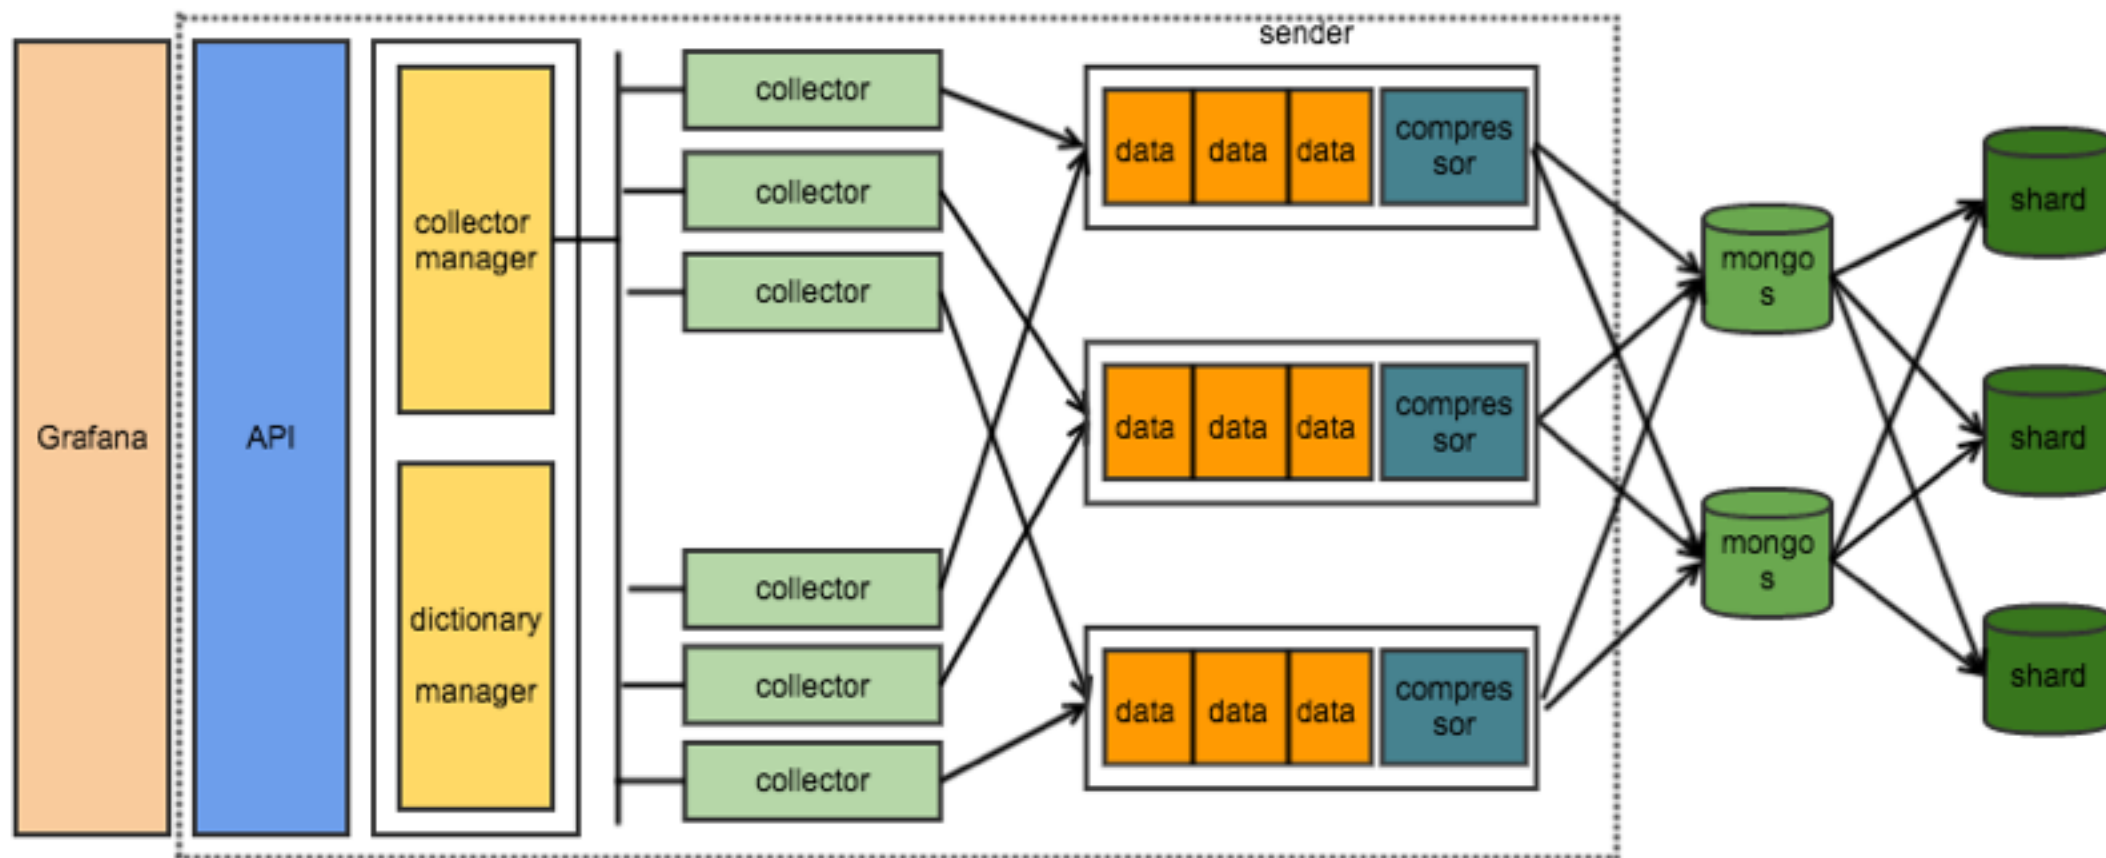 Grafana
API
collector
manager
dictionary
manager
collector
collector
collector
collector
collector
collector
sender
data data data compres
sor
data data data compres
sor
data data data compres
sor
mongo
s
mongo
s
shard
shard
shard